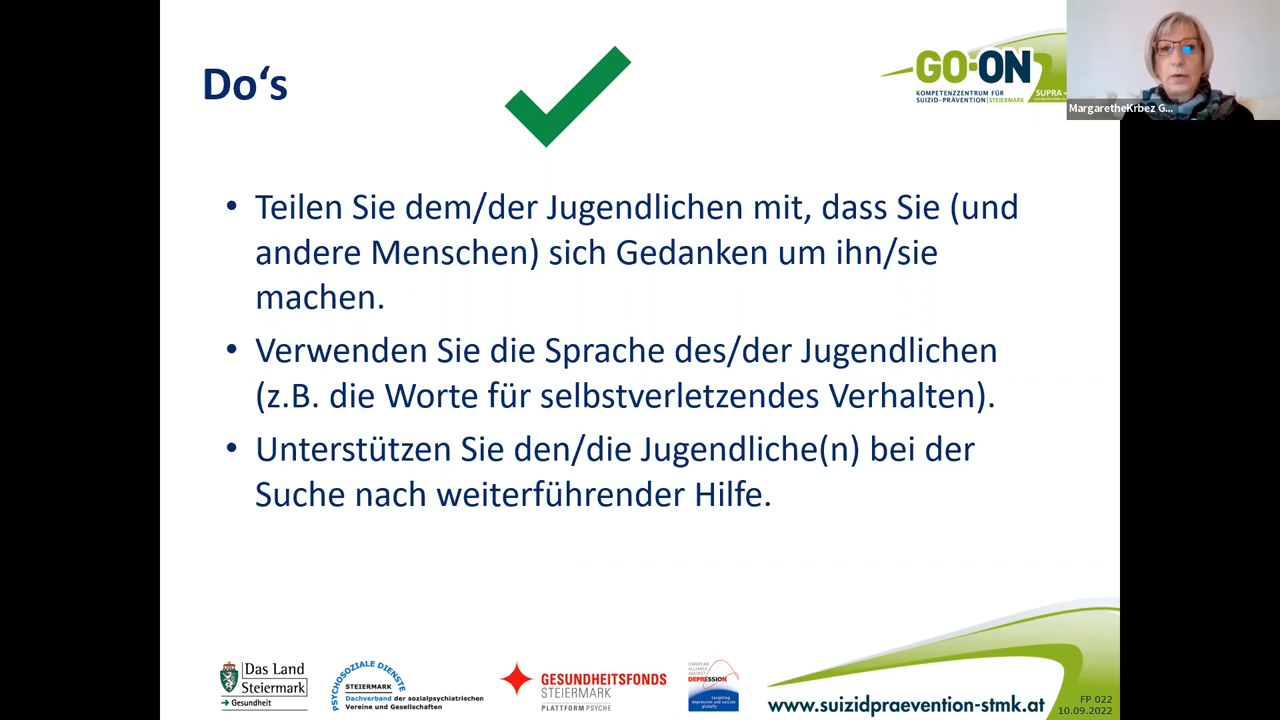 Do‘s
GO-ON
KOMPETENZZENTRUM FÜR
SUIZID-PRÄVENTION|STEIERMARK
SUPRA -
MargaretheKrbez G...
• Teilen Sie dem/der Jugendlichen mit, dass Sie (und
andere Menschen) sich Gedanken um ihn/sie
machen.
• Verwenden Sie die Sprache des/der Jugendlichen
(z.B. die Worte für selbstverletzendes Verhalten).
• Unterstützen Sie den/die Jugendliche(n) bei der
Suche nach weiterführender Hilfe.
Das Land
Steiermark
Gesundheit
PSYCHOSOZIALE DIENSTE
STEIERMARK
Dachverband der sozialpsychiatrischen
Vereine und Gesellschaften
GESUNDHEITSFONDS
STEIERMARK
PLATTFORM PSYCHE
EUROPEAN
ALLIANCE
AGAINST
DEPRESSION
targeting
depression and suicide
globally
www.suizidpraevention-stmk.at
FP 022
10.09.2022